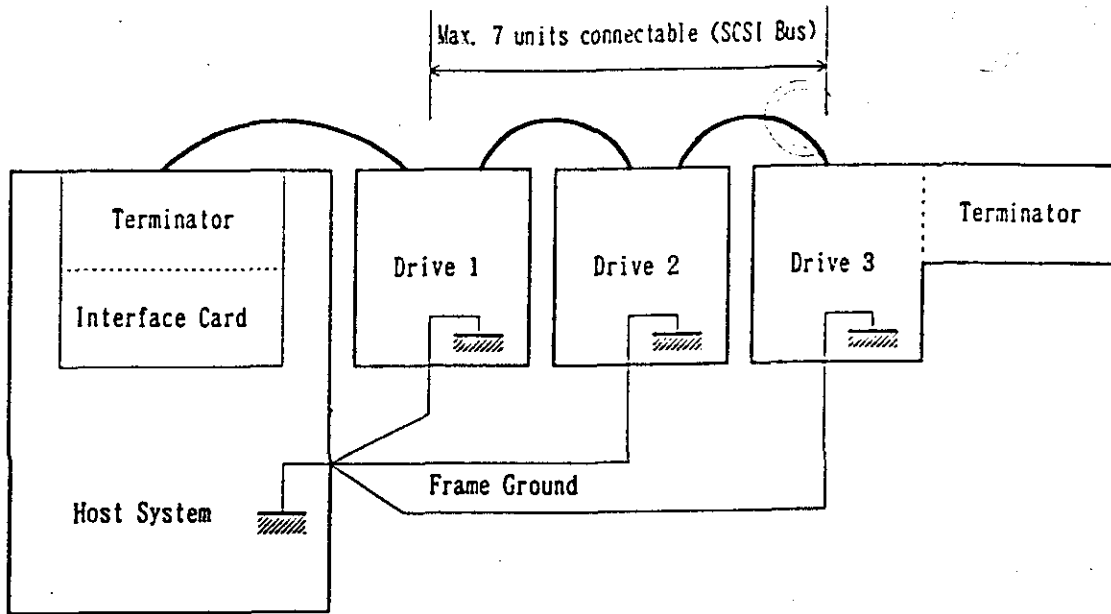 Max. 7 units connectable (SCSI Bus)
Terminator
Interface Card
Drive 1
Drive 2
Drive 3
Terminator
Host System
Frame Ground